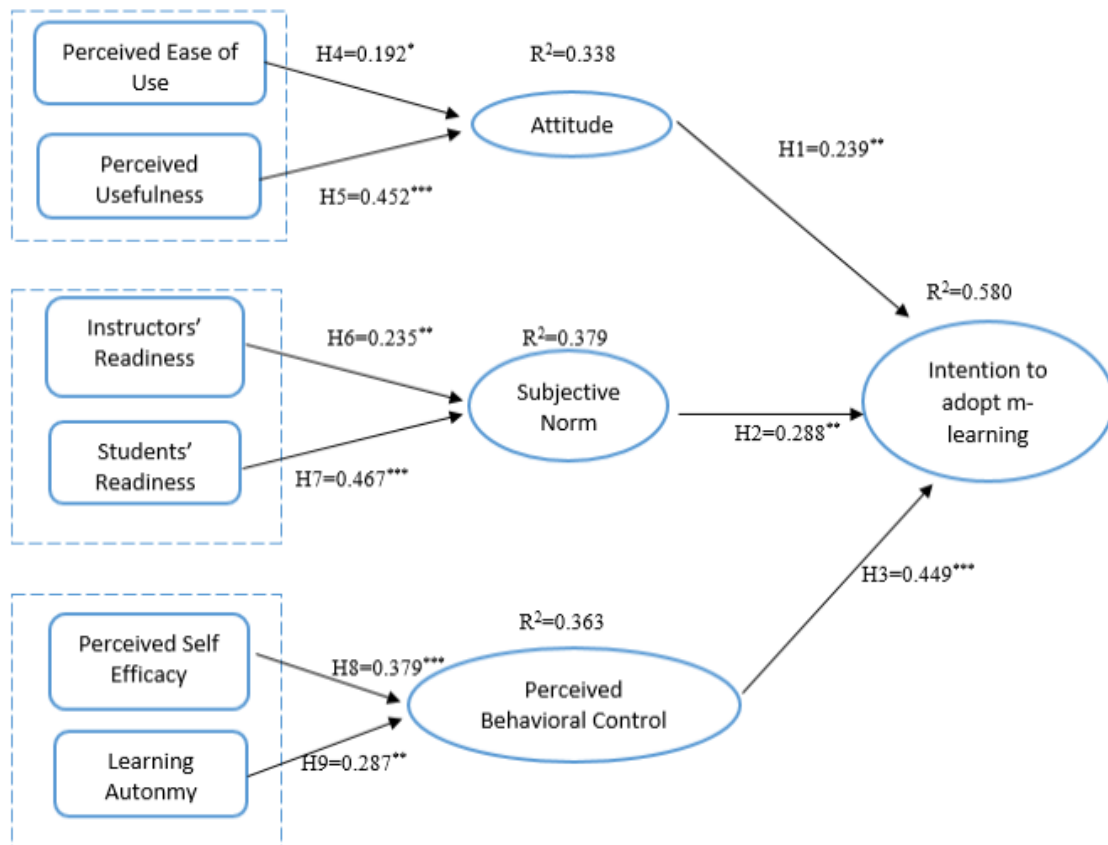 Perceived Ease of
Use
H4=0.192*
R²=0.338
Attitude
Perceived
Usefulness
H5=0.452***
H1=0.239**
Instructors’
Readiness
H6=0.235**
R²=0.379
Subjective
Norm
Students’
Readiness
H7=0.467***
H2=0.288**
R²=0.580
Intention to
adopt m-
learning
Perceived Self
Efficacy
H8=0.379***
R²=0.363
Perceived
Behavioral Control
Learning
Autonmy
H9=0.287**
H3=0.449***